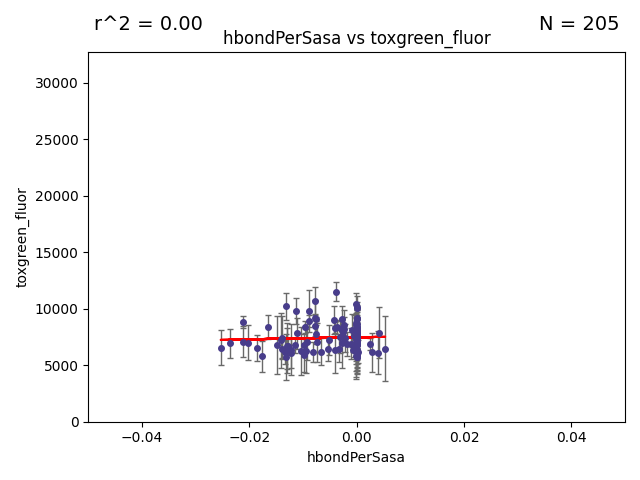 r^2 = 0.00
N = 205
hbondPerSasa vs toxgreen_fluor
toxgreen_fluor
30000
25000
20000
15000
10000
5000
0
−0.04
−0.02
0.00
0.02
0.04
hbondPerSasa